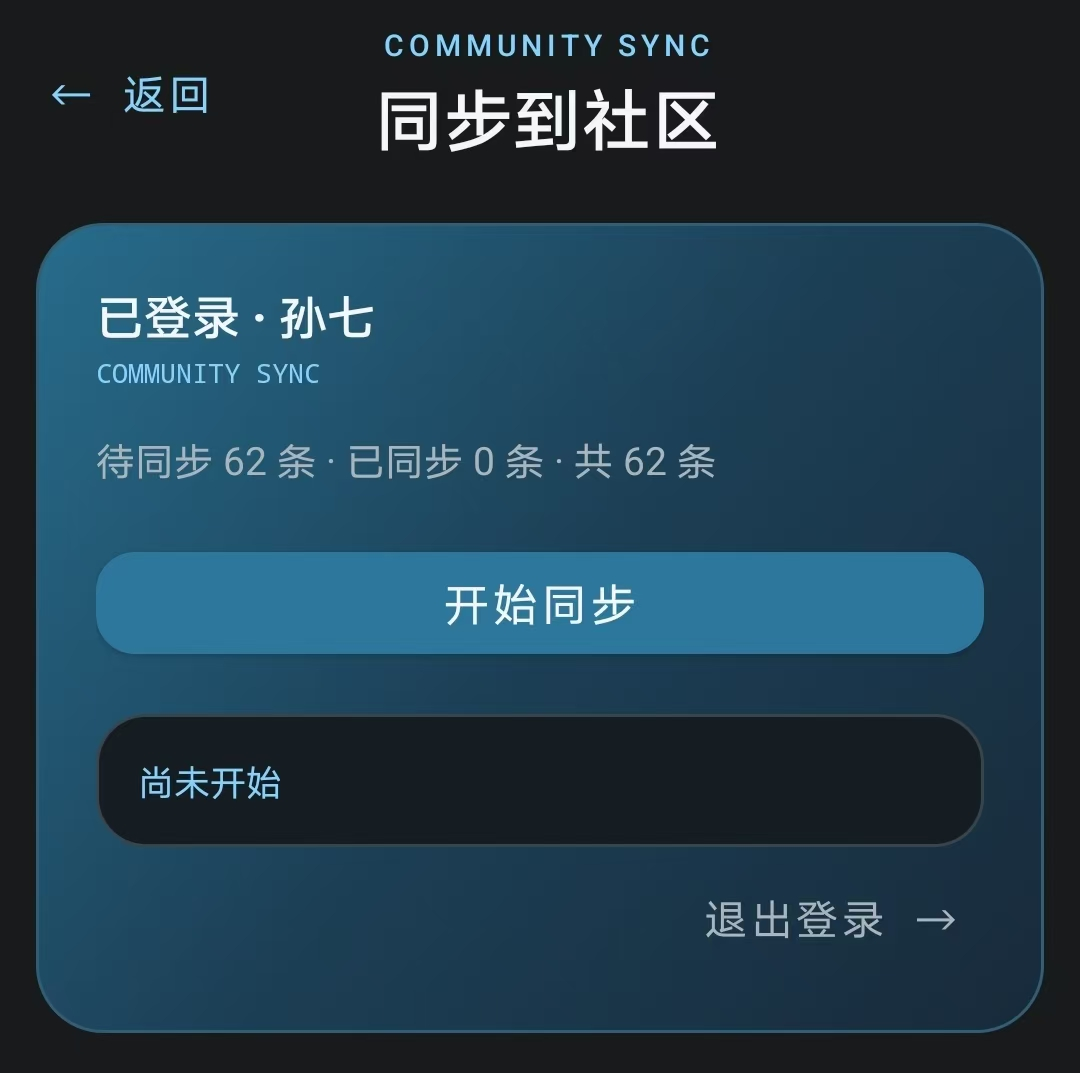 COMMUNITY SYNC
← 返回
同步到社区
已登录 · 孙七
COMMUNITY SYNC
待同步 62 条 · 已同步 0 条 · 共 62 条
开始同步
尚未开始
退出登录 →